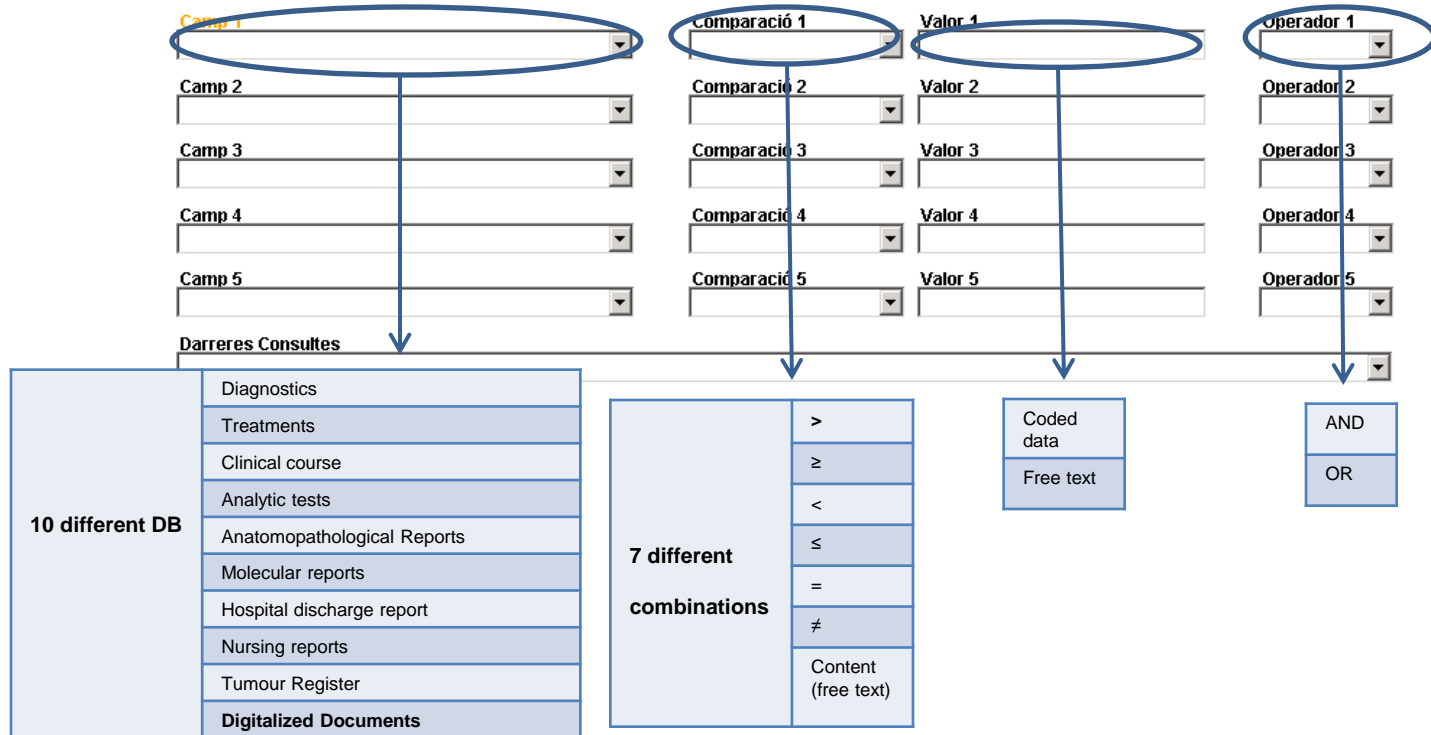 Camp 1 Comparació 1 Valor 1 Operador 1
Camp 2 Comparació 2 Valor 2 Operador 2
Camp 3 Comparació 3 Valor 3 Operador 3
Camp 4 Comparació 4 Valor 4 Operador 4
Camp 5 Comparació 5 Valor 5 Operador 5
Darreres Consultes
10 different DB
Diagnostics
Treatments
Clinical course
Analytic tests
Anatomopathological Reports
Molecular reports
Hospital discharge report
Nursing reports
Tumour Register
Digitalized Documents
7 different
combinations
>
≥
<
≤
=
≠
Content
(free text)
Coded
data
Free text
AND
OR